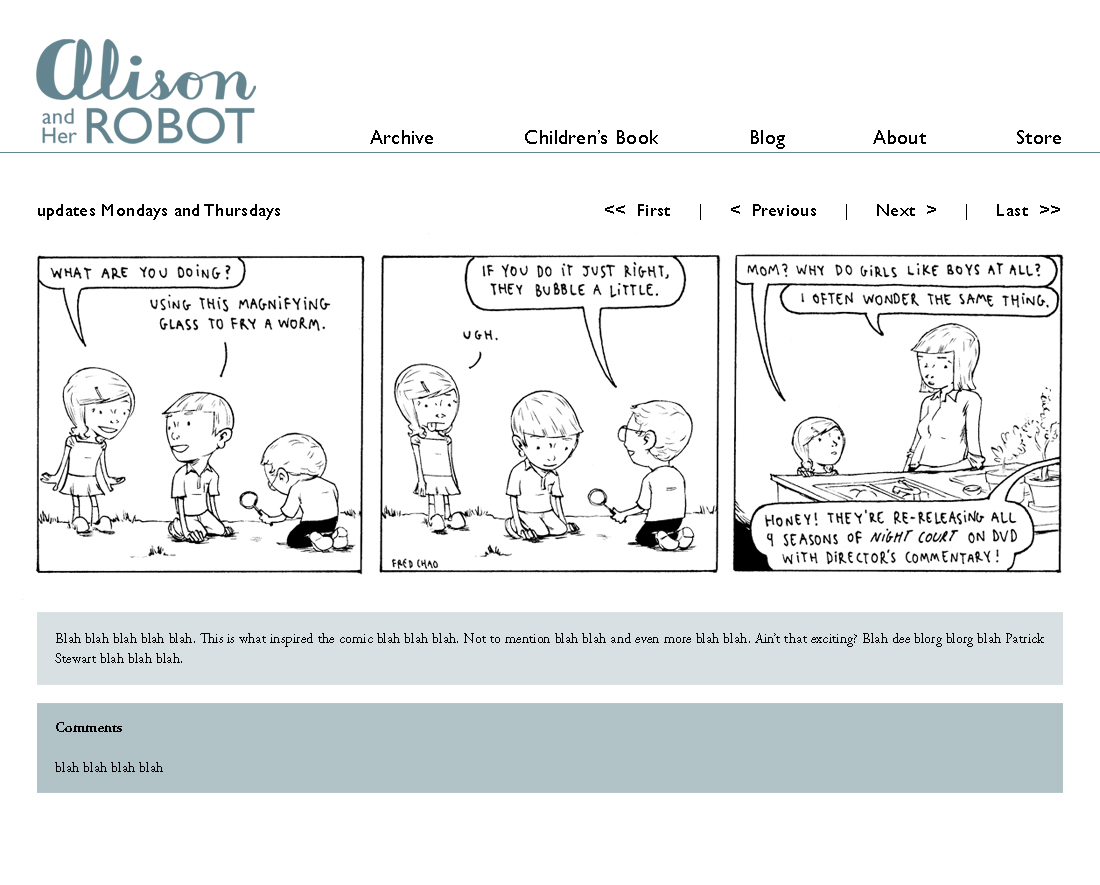 Alison
and Her ROBOT
Archive Children's Book Blog About Store
updates Mondays and Thursdays
<< First | < Previous | Next > | Last >>
WHAT ARE YOU DOING?
USING THIS MAGNIFYING
GLASS TO FRY A WORM.
IF YOU DO IT JUST RIGHT,
THEY BUBBLE A LITTLE.
UGH.
FRED CHAO
MOM? WHY DO GIRLS LIKE BOYS AT ALL?
I OFTEN WONDER THE SAME THING.
HONEY! THEY'RE RE-RELEASING ALL
9 SEASONS OF NIGHT COURT ON DVD
WITH DIRECTOR'S COMMENTARY!
Blah blah blah blah blah. This is what inspired the comic blah blah blah. Not to mention blah blah and even more blah blah. Ain't that exciting? Blah dee blorg blorg blah Patrick
Stewart blah blah blah.
Comments
blah blah blah blah